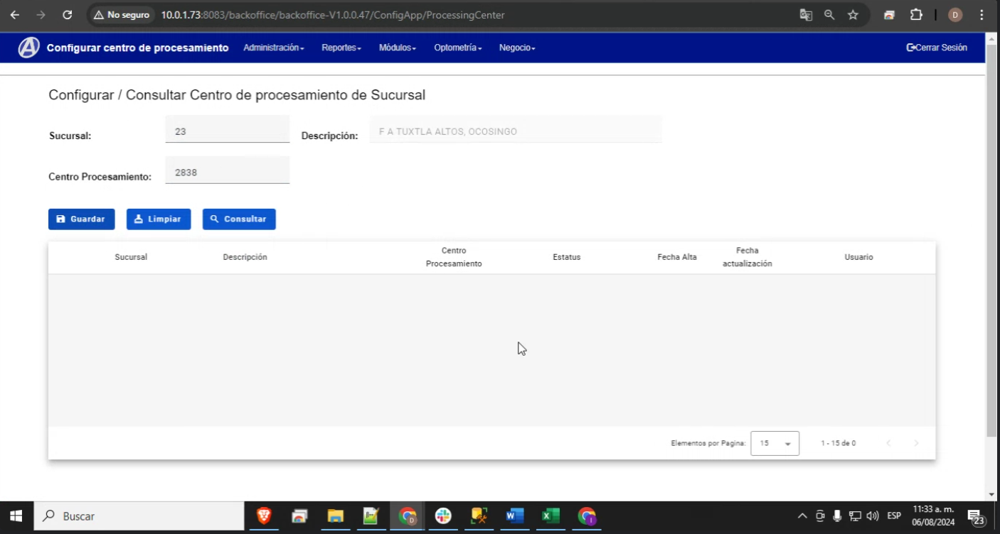 No seguro
10.0.1.73:8083/backoffice/backoffice-V1.0.0.47/ConfigApp/ProcessingCenter
D
Configurar centro de procesamiento
Administración
Reportes
Módulos
Optometría
Negocio
Cerrar Sesión
Configurar / Consultar Centro de procesamiento de Sucursal
Sucursal:
23
Descripción:
F A TUXTLA ALTOS, OCOSINGO
Centro Procesamiento:
2838
Guardar
Limpiar
Consultar
Sucursal
Descripción
Centro
Procesamiento
Estatus
Fecha Alta
Fecha
actualización
Usuario
Elementos por Pagina:
15
1 - 15 de 0
Buscar
ESP
11:33 a. m.
06/08/2024
23